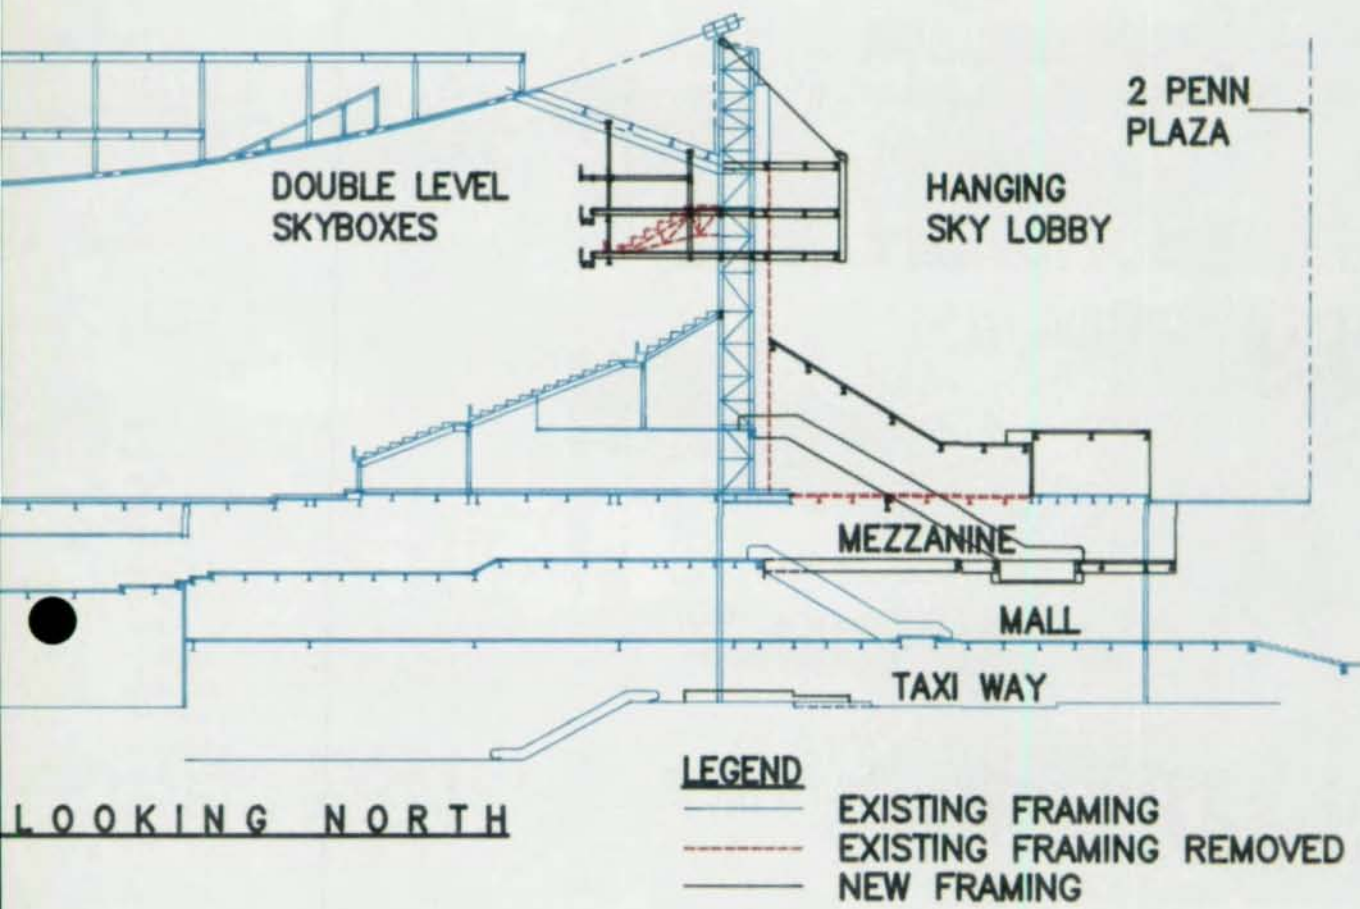 2 PENN
PLAZA
DOUBLE LEVEL
SKYBOXES
HANGING
SKY LOBBY
MEZZANINE
MALL
TAXI WAY
LOOKING NORTH
LEGEND
EXISTING FRAMING
EXISTING FRAMING REMOVED
NEW FRAMING